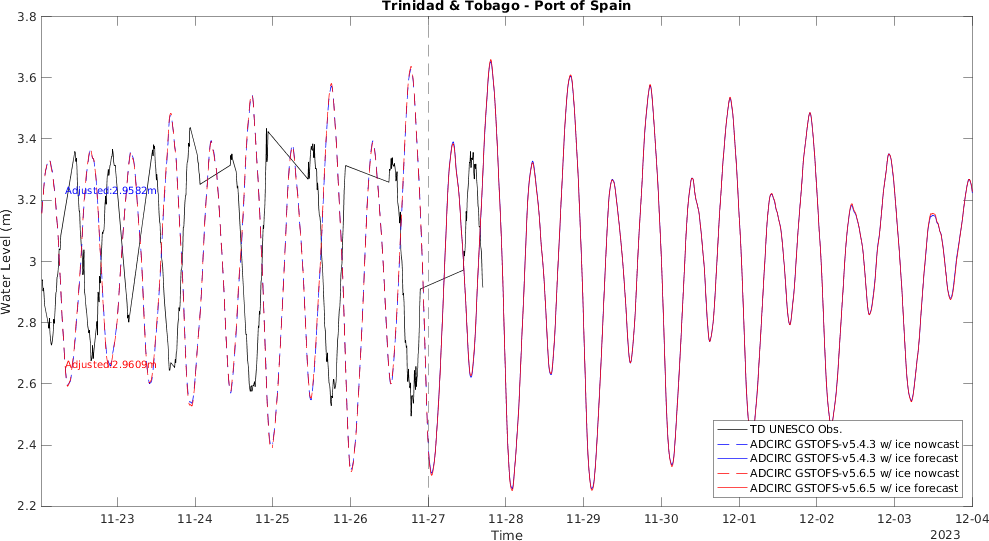 Trinidad & Tobago - Port of Spain
3.8
3.6
3.4
3.2
3
2.8
2.6
2.4
2.2
Water Level (m)
Adjusted:2.9582m
Adjusted:2.9609m
TD UNESCO Obs.
ADCIRC GSTOFS-v5.4.3 w/ ice nowcast
ADCIRC GSTOFS-v5.4.3 w/ ice forecast
ADCIRC GSTOFS-v5.6.5 w/ ice nowcast
ADCIRC GSTOFS-v5.6.5 w/ ice forecast
11-23 11-24 11-25 11-26 11-27 11-28 11-29 11-30 12-01 12-02 12-03 12-04
Time
2023